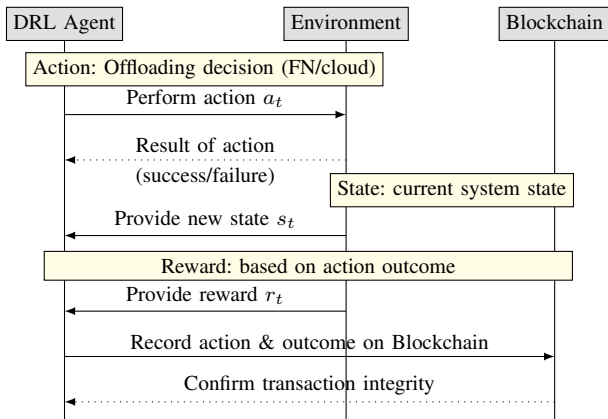 DRL Agent
Environment
Blockchain
Action: Offloading decision (FN/cloud)
Perform action a_t
Result of action
(success/failure)
State: current system state
Provide new state s_t
Reward: based on action outcome
Provide reward r_t
Record action & outcome on Blockchain
Confirm transaction integrity